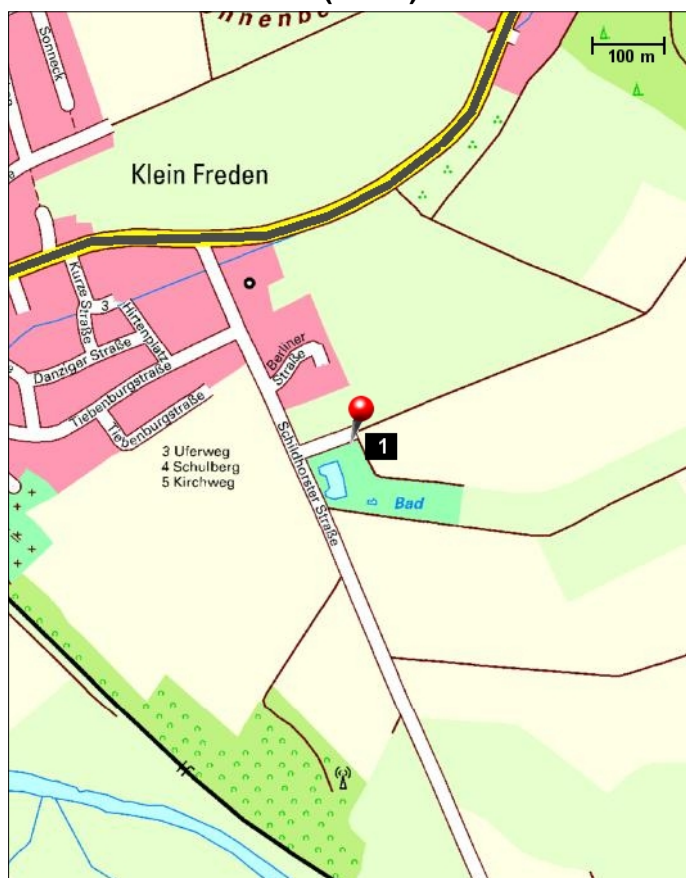 Sonneck
100 m
Klein Freden
Kurze Straße
3
Hirtenplatz
Danziger Straße
Berliner
Straße
Tiebenburgstraße
Tiebenburgstraße
Schildhorster Straße
1
3 Uferweg
4 Schulberg
5 Kirchweg
Bad